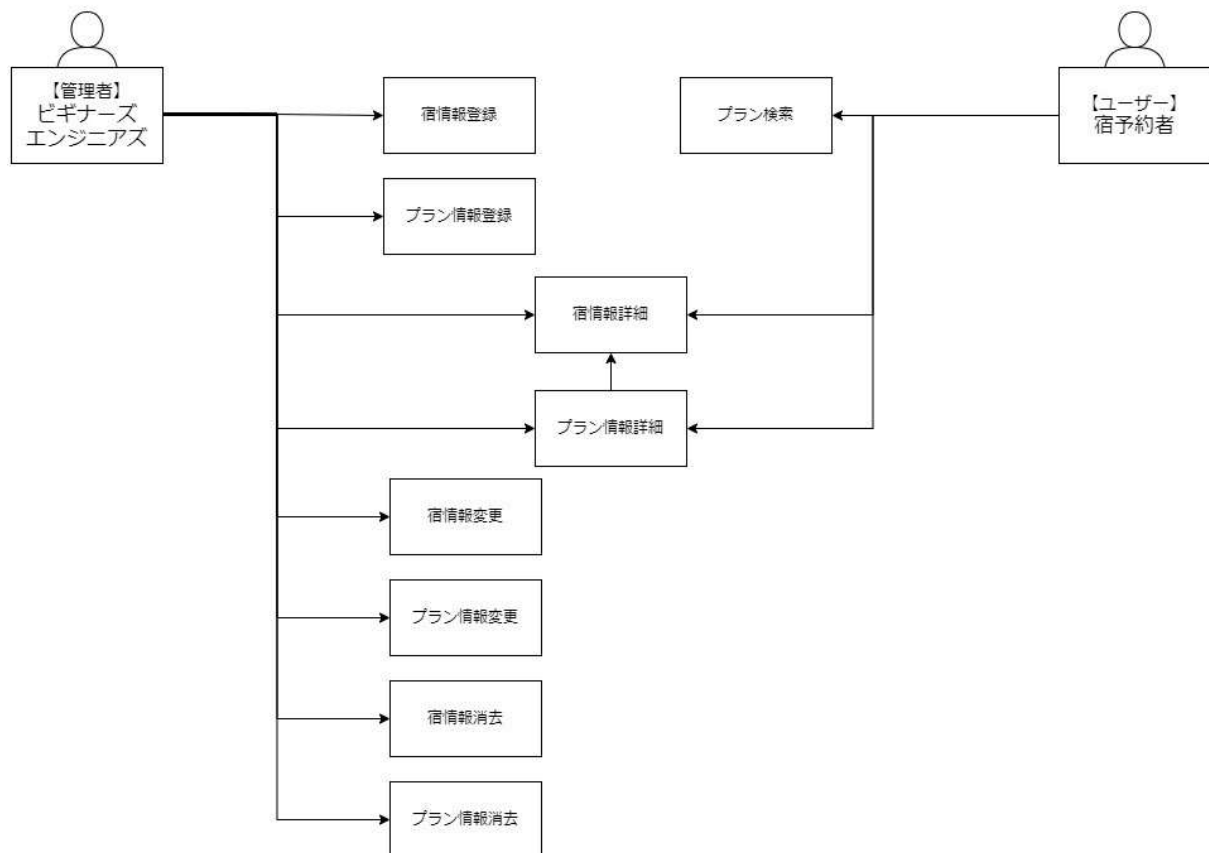 【管理者】
ビギナーズ
エンジニアズ
宿情報登録
プラン検索
【ユーザー】
宿予約者
プラン情報登録
宿情報詳細
プラン情報詳細
宿情報変更
プラン情報変更
宿情報消去
プラン情報消去